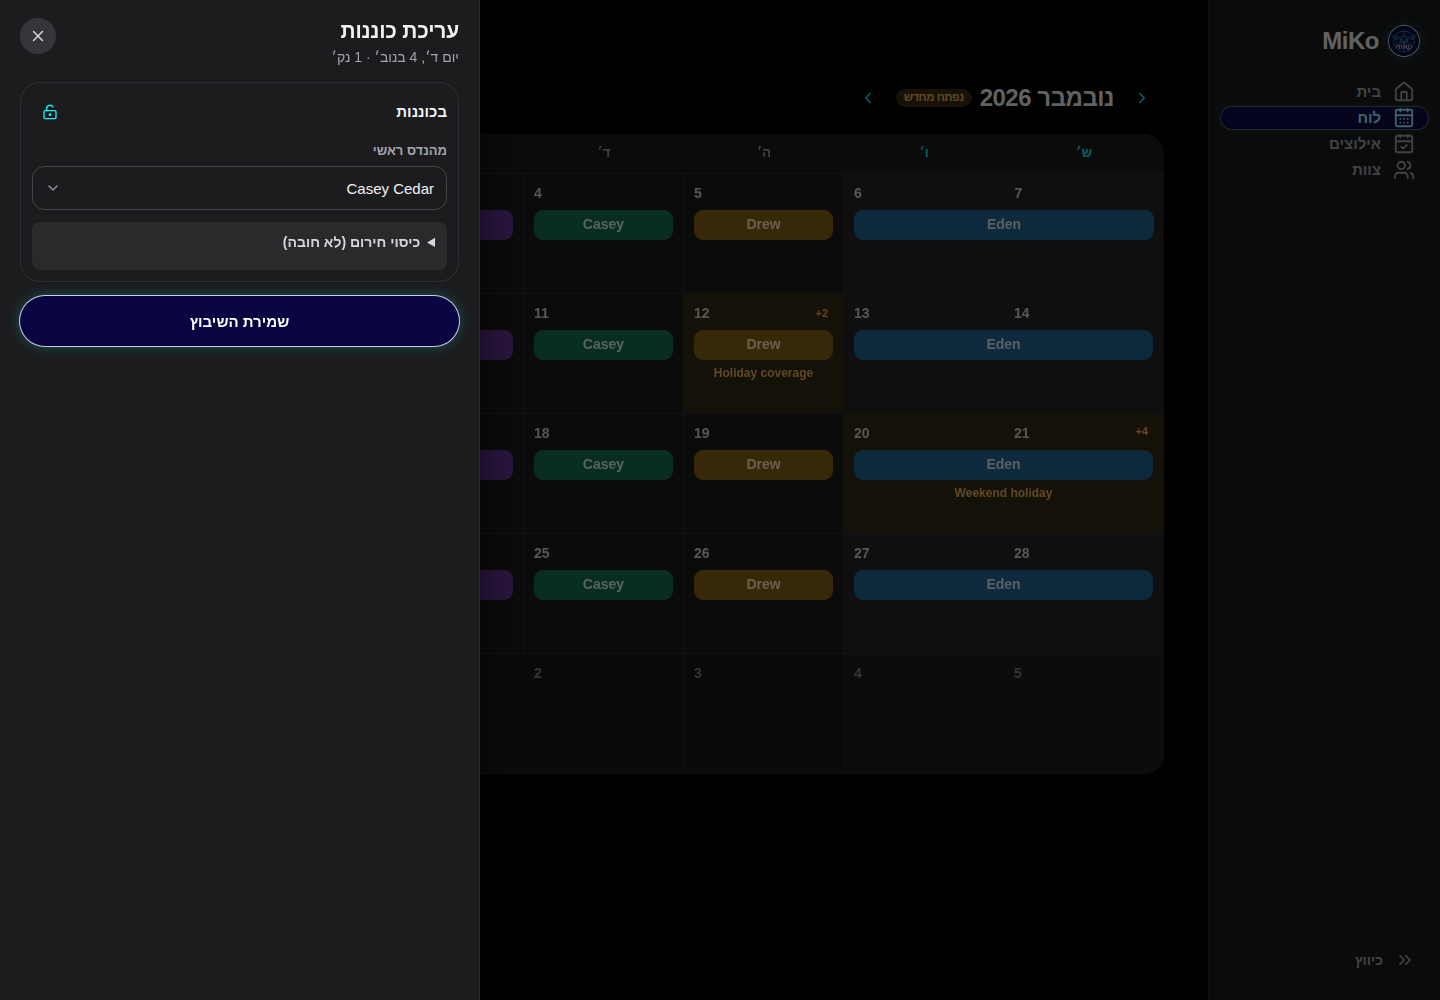 MiKo
בית
לוח
אילוצים
צוות
כיווץ
עריכת כוננות
יום ד׳, 4 בנוב׳ · 1 נק׳
בכוננות
מהנדס ראשי
Casey Cedar
כיסוי חירום (לא חובה)
שמירת השיבוץ
נובמבר 2026 נפתח מחדש
ד׳ ה׳ ו׳ ש׳
4 5 6 7
Casey Drew Eden
11 12 +2 13 14
Casey Drew Eden
Holiday coverage
18 19 20 21 +4
Casey Drew Eden
Weekend holiday
25 26 27 28
Casey Drew Eden
2 3 4 5